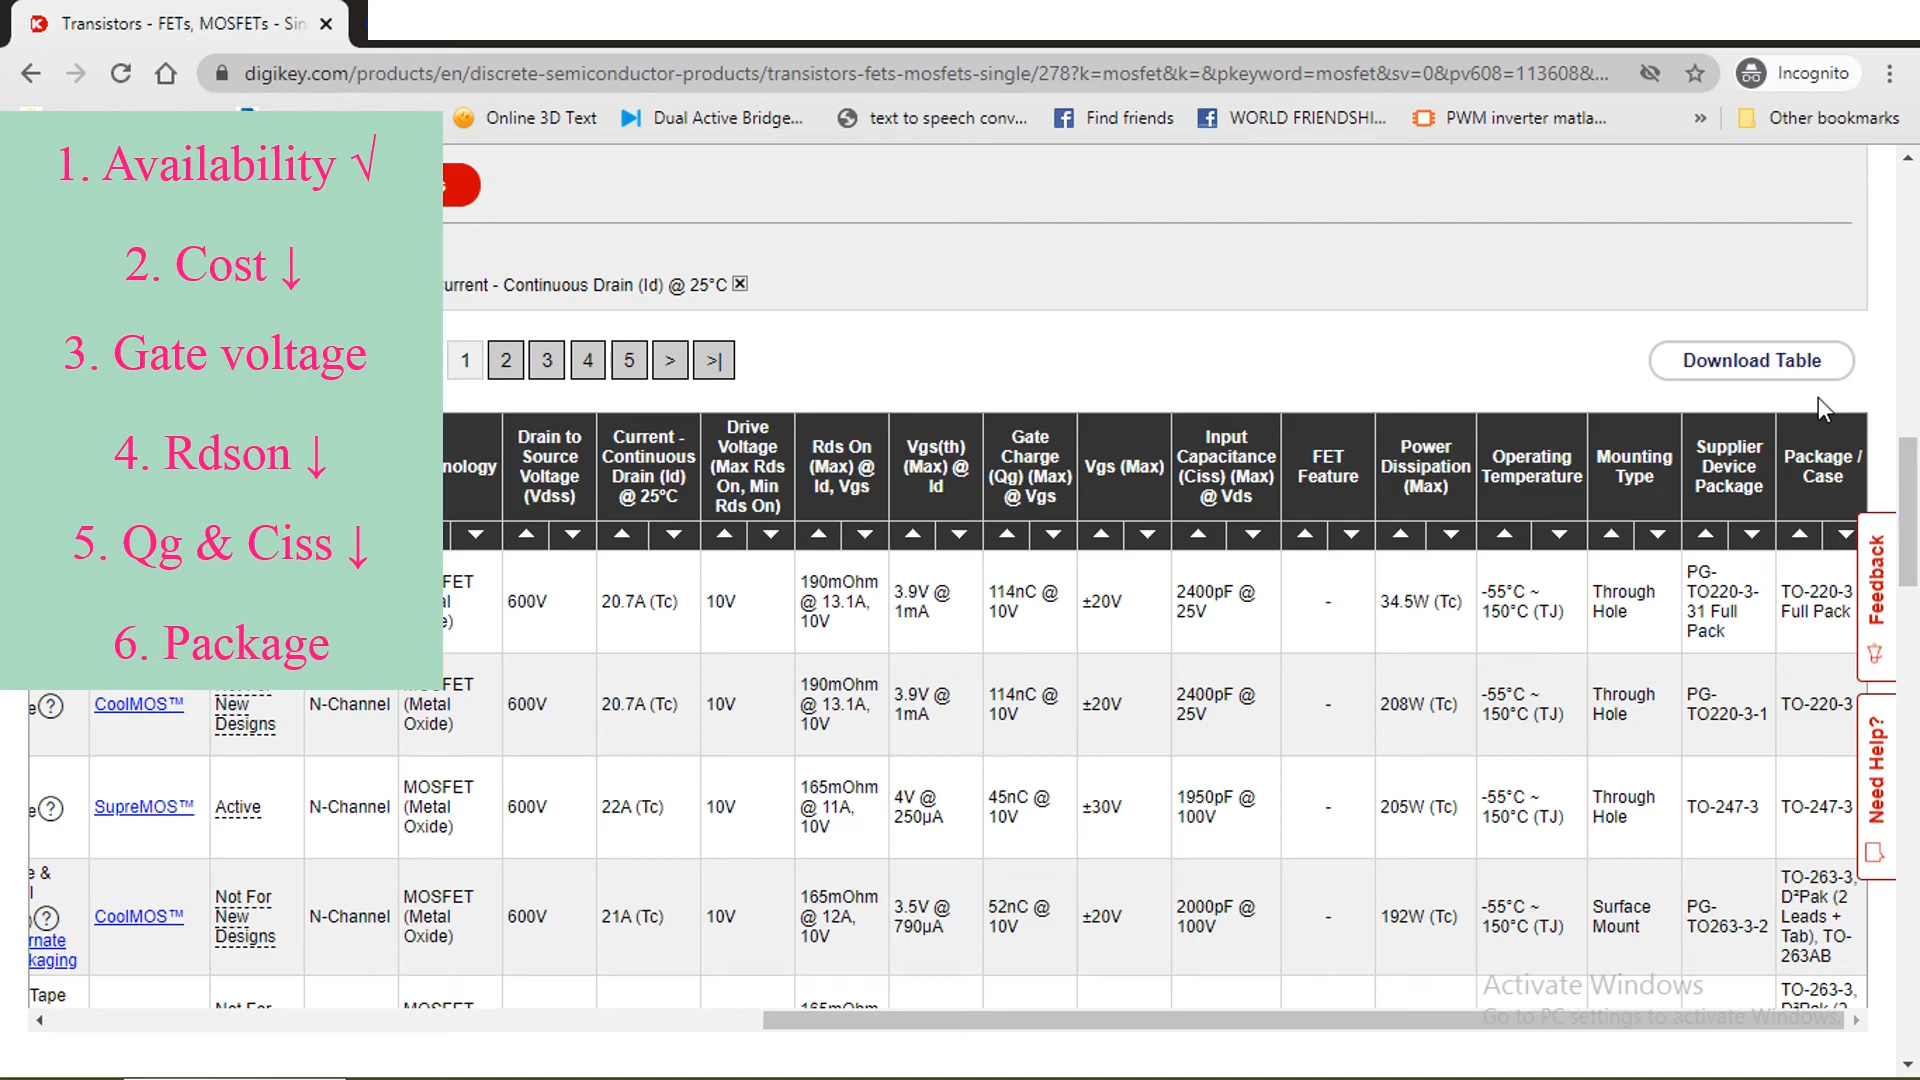 Transistors - FETs, MOSFETs - Sin
digikey.com/products/en/discrete-semiconductor-products/transistors-fets-mosfets-single/278?k=mosfet&k=&pkeyword=mosfet&sv=0&pv608=113608&...
Incognito
Online 3D Text
Dual Active Bridge...
text to speech conv...
Find friends
WORLD FRIENDSHI...
PWM inverter matla...
»
Other bookmarks
1. Availability √
2. Cost ↓
3. Gate voltage
4. Rdson ↓
5. Qg & Ciss ↓
6. Package
urrent - Continuous Drain (Id) @ 25°C
1 2 3 4 5 > >|
Download Table
nology
Drain to
Source
Voltage
(Vdss)
Current -
Continuous
Drain (Id)
@ 25°C
Drive
Voltage
(Max Rds
On, Min
Rds On)
Rds On
(Max) @
Id, Vgs
Vgs(th)
(Max) @
Id
Gate
Charge
(Qg) (Max)
@ Vgs
Vgs (Max)
Input
Capacitance
(Ciss) (Max)
@ Vds
FET
Feature
Power
Dissipation
(Max)
Operating
Temperature
Mounting
Type
Supplier
Device
Package
Package /
Case
FET
al
e)
600V
20.7A (Tc)
10V
190mOhm
@ 13.1A,
10V
3.9V @
1mA
114nC @
10V
±20V
2400pF @
25V
-
34.5W (Tc)
-55°C ~
150°C (TJ)
Through
Hole
PG-
TO220-3-
31 Full
Pack
TO-220-3
Full Pack
e ?
CoolMOS™
New
Designs
N-Channel
FET
(Metal
Oxide)
600V
20.7A (Tc)
10V
190mOhm
@ 13.1A,
10V
3.9V @
1mA
114nC @
10V
±20V
2400pF @
25V
-
208W (Tc)
-55°C ~
150°C (TJ)
Through
Hole
PG-
TO220-3-1
TO-220-3
e ?
SupreMOS™
Active
N-Channel
MOSFET
(Metal
Oxide)
600V
22A (Tc)
10V
165mOhm
@ 11A,
10V
4V @
250µA
45nC @
10V
±30V
1950pF @
100V
-
205W (Tc)
-55°C ~
150°C (TJ)
Through
Hole
TO-247-3
TO-247-3
e &
l
?
rnate
kaging
CoolMOS™
Not For
New
Designs
N-Channel
MOSFET
(Metal
Oxide)
600V
21A (Tc)
10V
165mOhm
@ 12A,
10V
3.5V @
790µA
52nC @
10V
±20V
2000pF @
100V
-
192W (Tc)
-55°C ~
150°C (TJ)
Surface
Mount
PG-
TO263-3-2
TO-263-3,
D²Pak (2
Leads +
Tab), TO-
263AB
Tape
Not For
MOSFET
165mOhm
TO-263-3,
D²Pak (2
Feedback
Need Help?
Activate Windows
Go to PC settings to activate Windows.